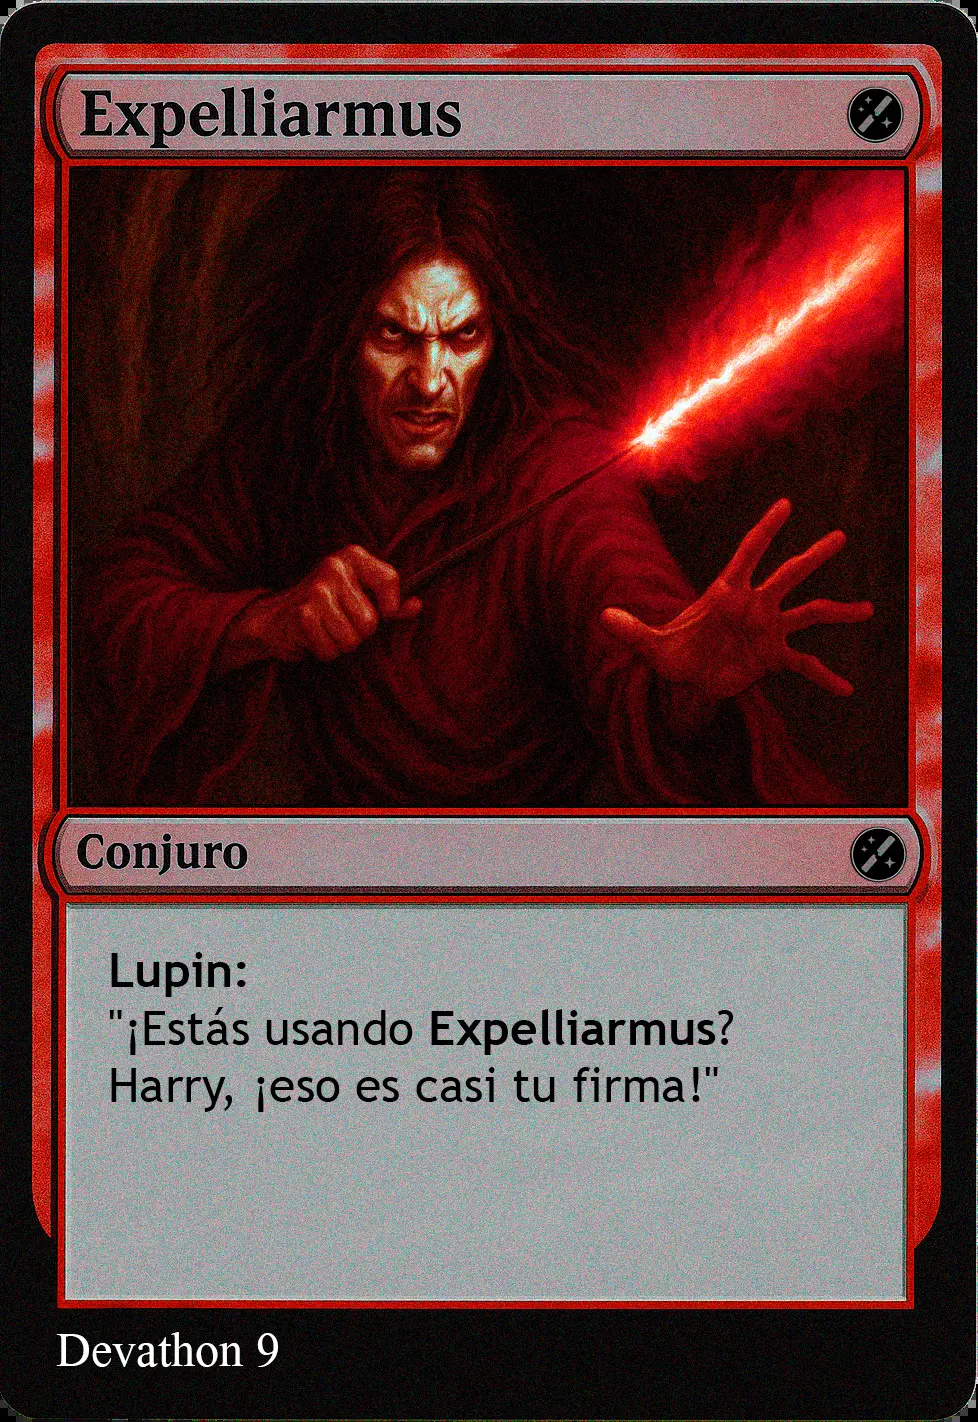 Expelliarmus
Conjuro
Lupin:
"¡Estás usando Expelliarmus?
Harry, ¡eso es casi tu firma!"
Devathon 9